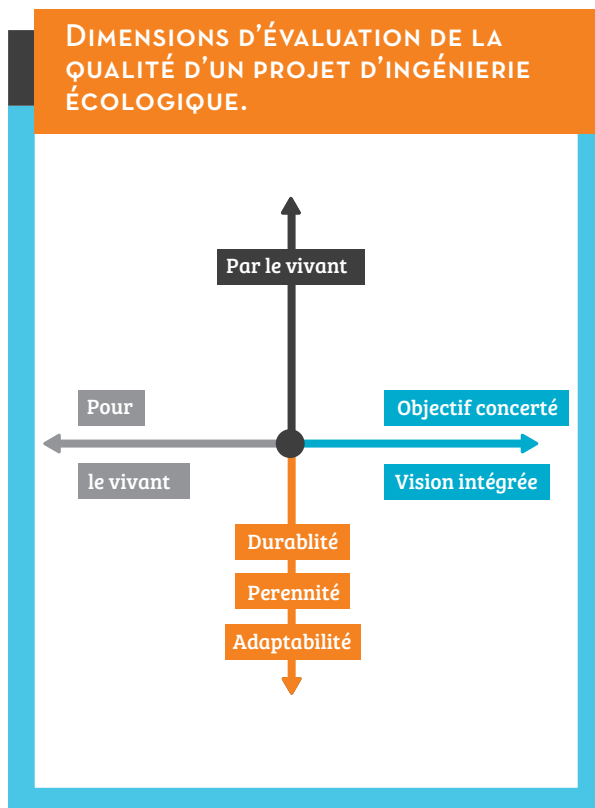 DIMENSIONS D'ÉVALUATION DE LA
QUALITÉ D'UN PROJET D'INGÉNIERIE
ÉCOLOGIQUE.
Par le vivant
Pour
le vivant
Objectif concerté
Vision intégrée
Durablité
Perennité
Adaptabilité